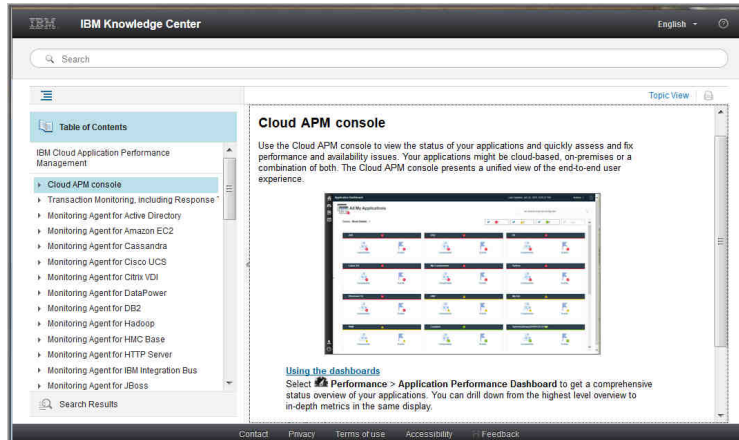 IBM IBM Knowledge Center English
Search
Topic View
Table of Contents
IBM Cloud Application Performance
Management
Cloud APM console
Transaction Monitoring, including Response T
Monitoring Agent for Active Directory
Monitoring Agent for Amazon EC2
Monitoring Agent for Cassandra
Monitoring Agent for Cisco UCS
Monitoring Agent for Citrix VDI
Monitoring Agent for DataPower
Monitoring Agent for DB2
Monitoring Agent for Hadoop
Monitoring Agent for HMC Base
Monitoring Agent for HTTP Server
Monitoring Agent for IBM Integration Bus
Monitoring Agent for JBoss
Search Results
Cloud APM console
Use the Cloud APM console to view the status of your applications and quickly assess and fix
performance and availability issues. Your applications might be cloud-based, on-premises or a
combination of both. The Cloud APM console presents a unified view of the end-to-end user
experience.
Application Dashboard
All My Applications
Using the dashboards
Select Performance > Application Performance Dashboard to get a comprehensive
status overview of your applications. You can drill down from the highest level overview to
in-depth metrics in the same display.
Contact Privacy Terms of use Accessibility Feedback